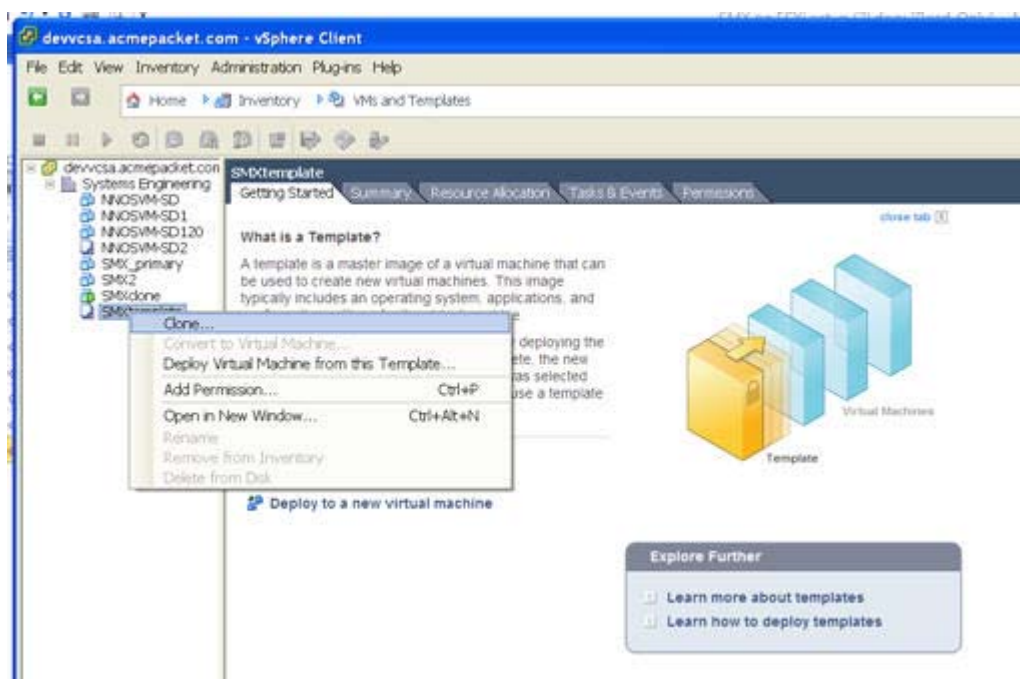 devvcsa.acmepacket.com - vSphere Client
File Edit View Inventory Administration Plug-ins Help
Home Inventory VMs and Templates
devvcsa.acmepacket.con
Systems Engineering
NNOSVM-SD
NNOSVM-SD1
NNOSVM-SD120
NNOSVM-SD2
SMX_primary
SMX2
SMXclone
SMXtemplate
SMXtemplate
Getting Started Summary Resource Allocation Tasks & Events Permissions
close tab
What is a Template?
A template is a master image of a virtual machine that can
be used to create new virtual machines. This image
typically includes an operating system, applications, and
deploying the
ete, the new
as selected
use a template
Clone...
Convert to Virtual Machine...
Deploy Virtual Machine from this Template...
Add Permission... Ctrl+P
Open in New Window... Ctrl+Alt+N
Rename
Remove from Inventory
Delete from Disk
Deploy to a new virtual machine
Virtual Machines
Template
Explore Further
Learn more about templates
Learn how to deploy templates